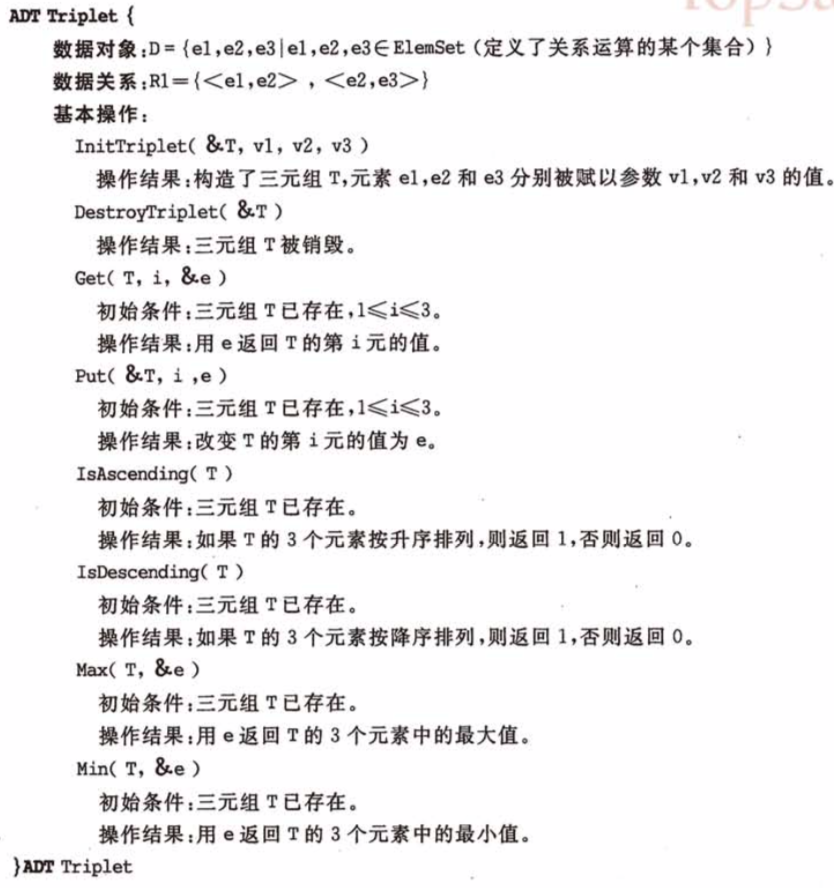 ADT Triplet {
数据对象:D={e1,e2,e3|e1,e2,e3∈ElemSet(定义了关系运算的某个集合)}
数据关系:R1={<e1,e2>,<e2,e3>}
基本操作:
InitTriplet( &T, v1, v2, v3 )
操作结果:构造了三元组 T,元素 e1,e2 和 e3 分别被赋以参数 v1,v2 和 v3 的值。
DestroyTriplet( &T )
操作结果:三元组 T 被销毁。
Get( T, i, &e )
初始条件:三元组 T 已存在,1≤i≤3。
操作结果:用 e 返回 T 的第 i 元的值。
Put( &T, i ,e )
初始条件:三元组 T 已存在,1≤i≤3。
操作结果:改变 T 的第 i 元的值为 e。
IsAscending( T )
初始条件:三元组 T 已存在。
操作结果:如果 T 的 3 个元素按升序排列,则返回 1,否则返回 0。
IsDescending( T )
初始条件:三元组 T 已存在。
操作结果:如果 T 的 3 个元素按降序排列,则返回 1,否则返回 0。
Max( T, &e )
初始条件:三元组 T 已存在。
操作结果:用 e 返回 T 的 3 个元素中的最大值。
Min( T, &e )
初始条件:三元组 T 已存在。
操作结果:用 e 返回 T 的 3 个元素中的最小值。
}ADT Triplet